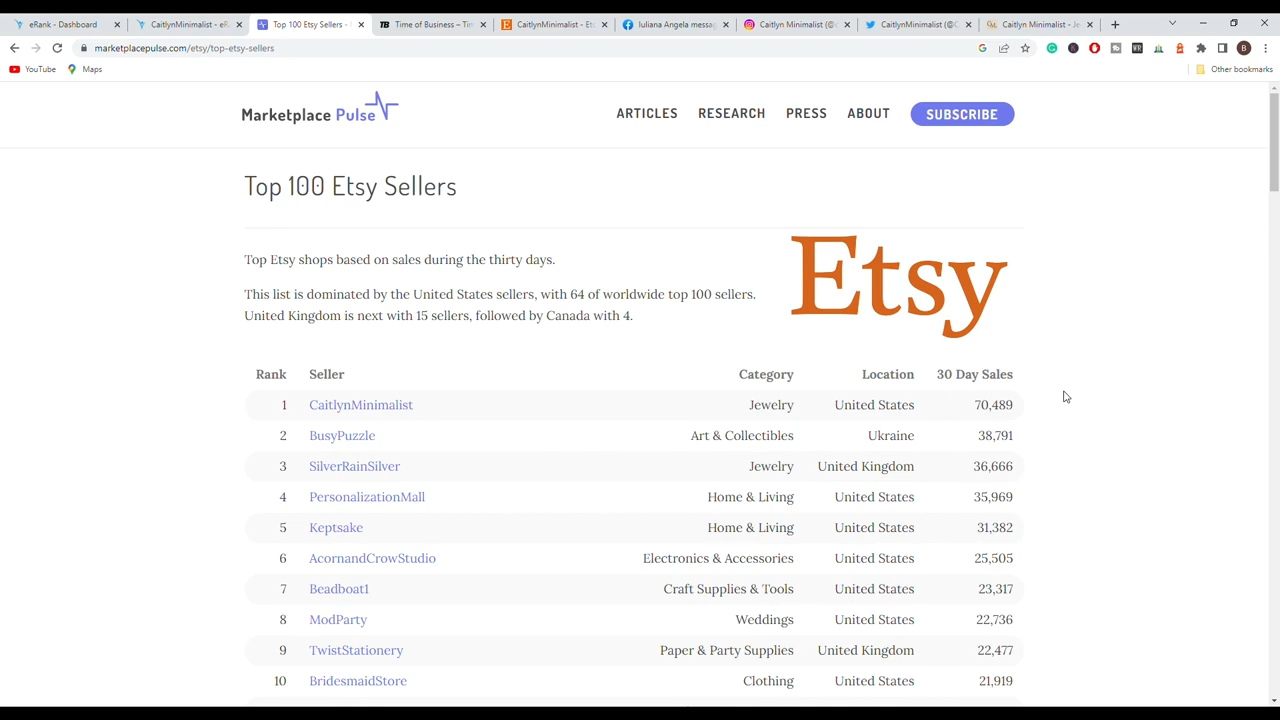 eRank - Dashboard
CaitlynMinimalist - eRa
Top 100 Etsy Sellers -
Time of Business – Tim
CaitlynMinimalist - Ets
Iuliana Angela messag
Caitlyn Minimalist (@c
CaitlynMinimalist (@C
Caitlyn Minimalist - Je
marketplacepulse.com/etsy/top-etsy-sellers
YouTube
Maps
Other bookmarks
Marketplace Pulse
ARTICLES RESEARCH PRESS ABOUT SUBSCRIBE
Top 100 Etsy Sellers
Top Etsy shops based on sales during the thirty days.
This list is dominated by the United States sellers, with 64 of worldwide top 100 sellers.
United Kingdom is next with 15 sellers, followed by Canada with 4.
Etsy
Rank Seller Category Location 30 Day Sales
1 CaitlynMinimalist Jewelry United States 70,489
2 BusyPuzzle Art & Collectibles Ukraine 38,791
3 SilverRainSilver Jewelry United Kingdom 36,666
4 PersonalizationMall Home & Living United States 35,969
5 Keptsake Home & Living United States 31,382
6 AcornandCrowStudio Electronics & Accessories United States 25,505
7 Beadboat1 Craft Supplies & Tools United States 23,317
8 ModParty Weddings United States 22,736
9 TwistStationery Paper & Party Supplies United Kingdom 22,477
10 BridesmaidStore Clothing United States 21,919